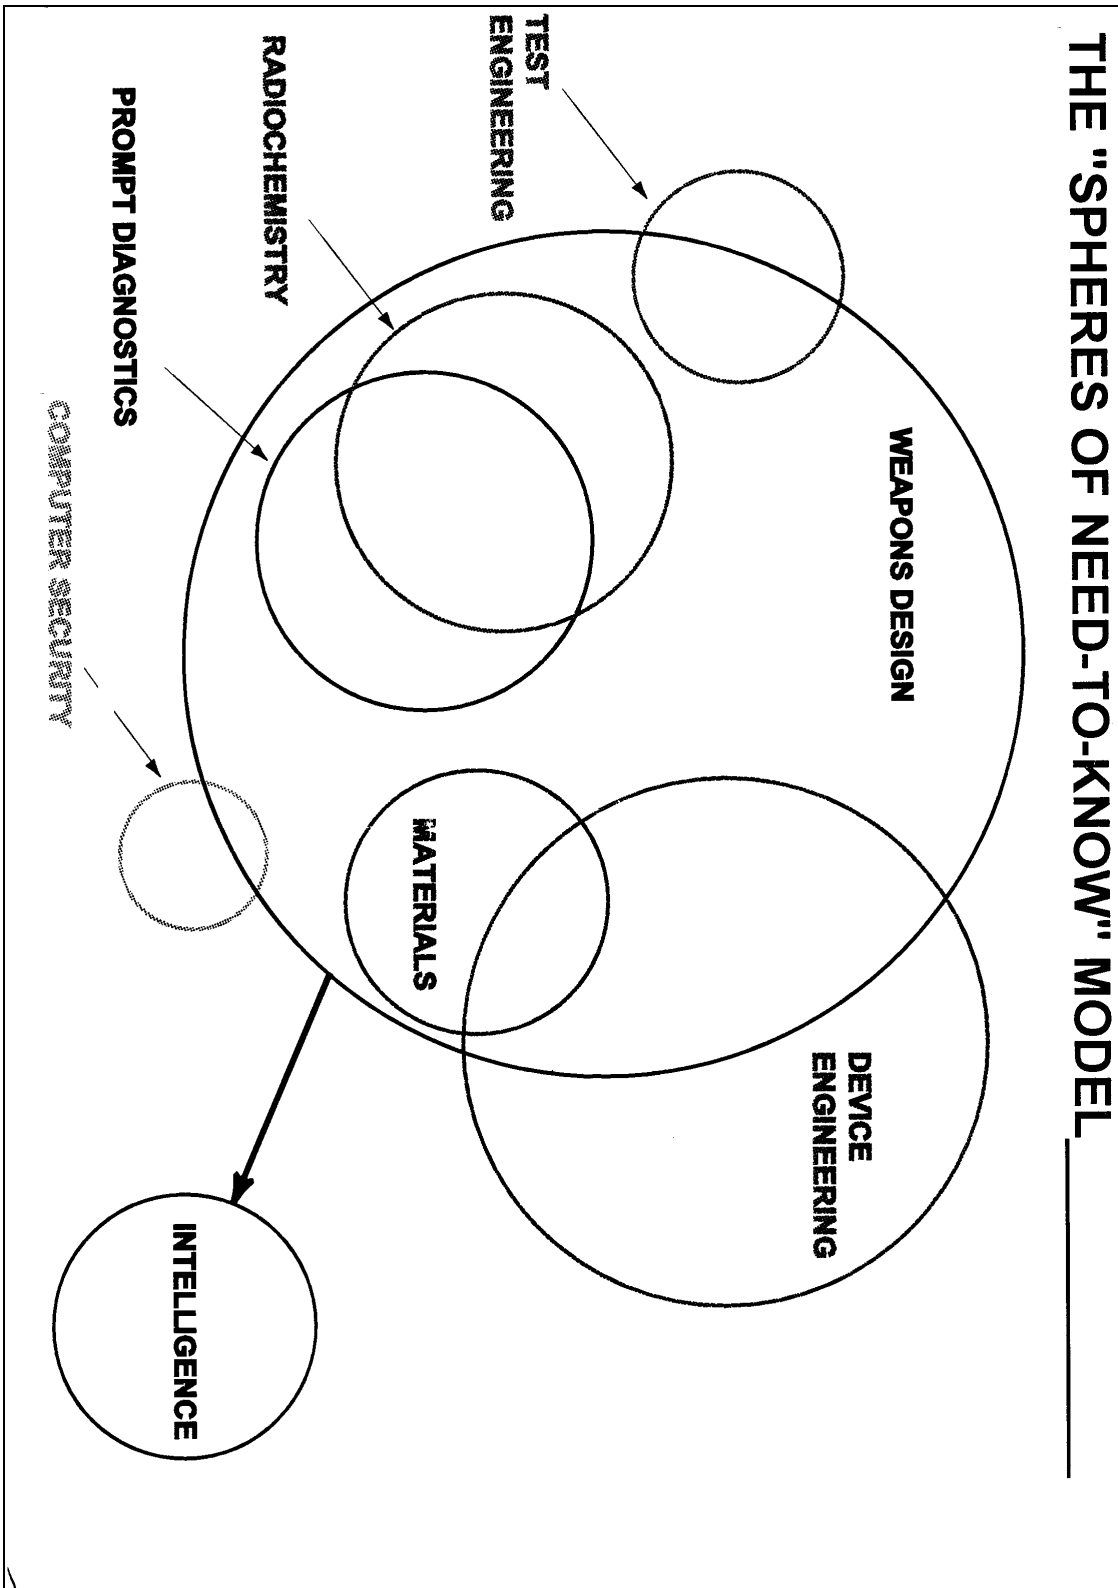 THE "SPHERES OF NEED-TO-KNOW" MODEL
WEAPONS DESIGN
DEVICE
ENGINEERING
TEST
ENGINEERING
RADIOCHEMISTRY
MATERIALS
PROMPT DIAGNOSTICS
INTELLIGENCE
COMPUTER SECURITY